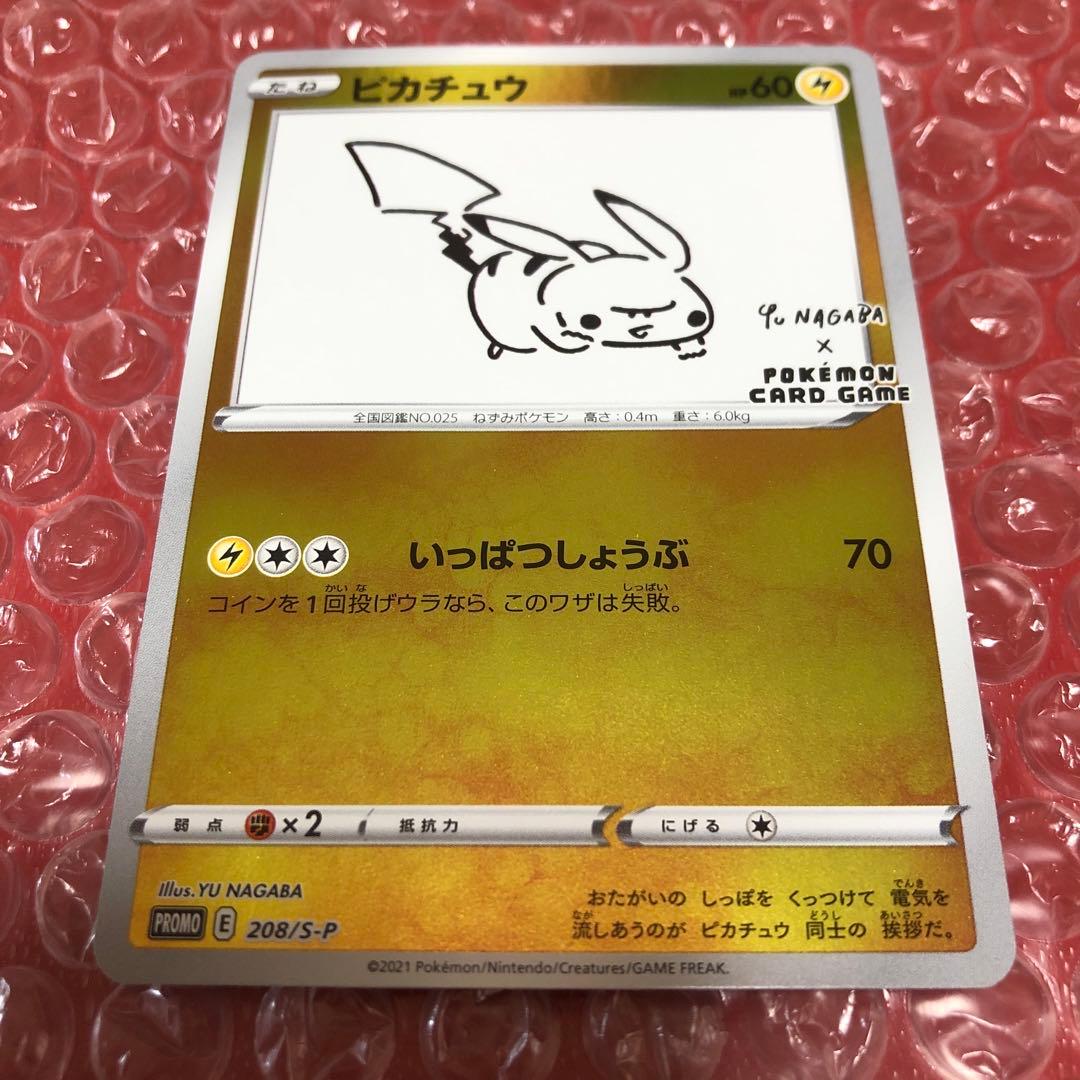 たね ピカチュウ HP60
Yu NAGABA
×
POKÉMON
CARD GAME
全国図鑑NO.025 ねずみポケモン 高さ:0.4m 重さ:6.0kg
いっぱつしょうぶ 70
コインを1回投げウラなら、このワザは失敗。
弱点 ×2 抵抗力 にげる
Illus. YU NAGABA
PROMO E 208/S-P
おたがいの しっぽを くっつけて 電気を
流しあうのが ピカチュウ 同士の 挨拶だ。
©2021 Pokémon/Nintendo/Creatures/GAME FREAK.